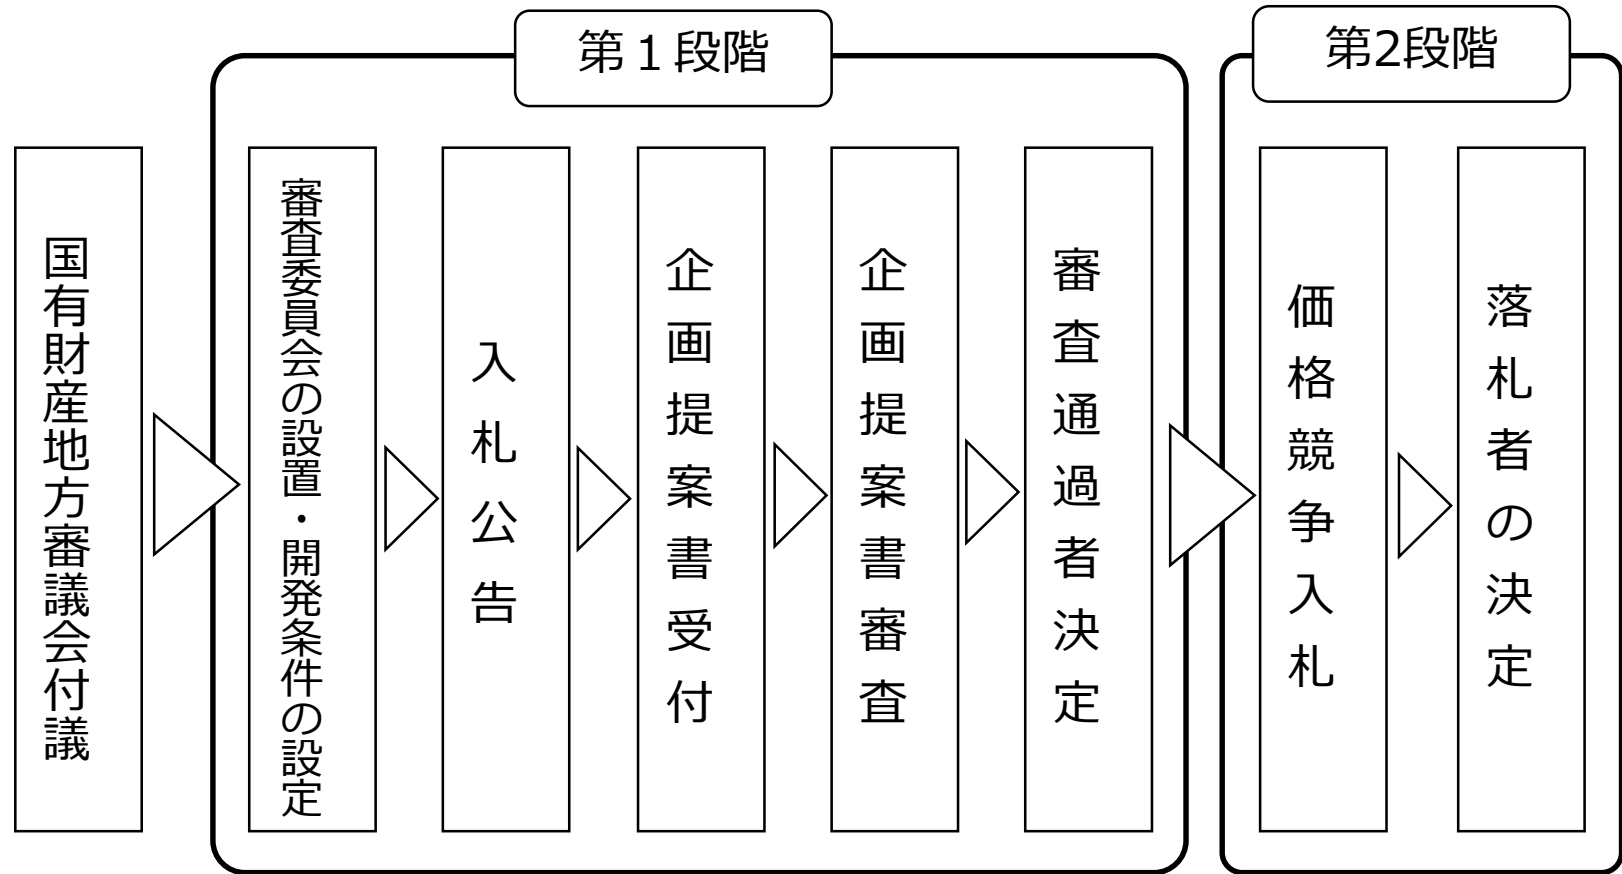 第１段階
第2段階
国有財産地方審議会付議
審査委員会の設置・開発条件の設定
入札公告
企画提案書受付
企画提案書審査
審査通過者決定
価格競争入札
落札者の決定